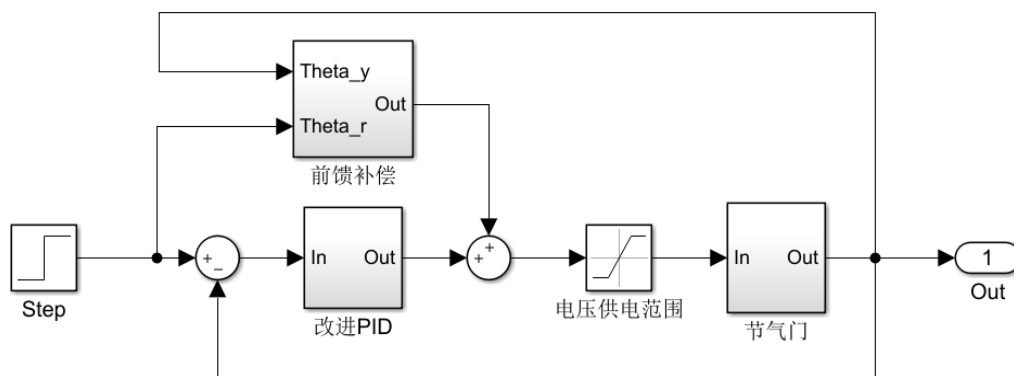 Theta_y
Out
Theta_r
前馈补偿
In
Out
In
Out
1
Step
改进PID
电压供电范围
节气门
Out